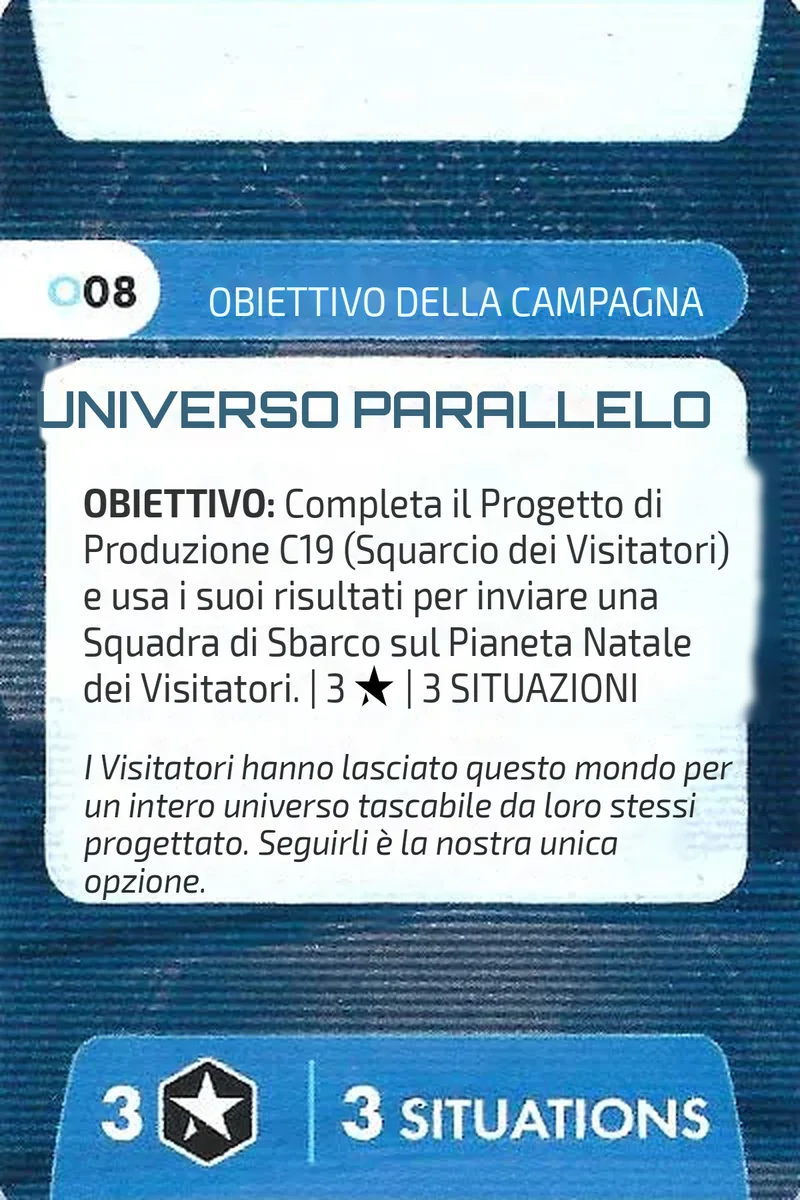 O08
OBIETTIVO DELLA CAMPAGNA
UNIVERSO PARALLELO
OBIETTIVO: Completa il Progetto di
Produzione C19 (Squarcio dei Visitatori)
e usa i suoi risultati per inviare una
Squadra di Sbarco sul Pianeta Natale
dei Visitatori. | 3 ★ | 3 SITUAZIONI
I Visitatori hanno lasciato questo mondo per
un intero universo tascabile da loro stessi
progettato. Seguirli è la nostra unica
opzione.
3 ★ | 3 SITUATIONS